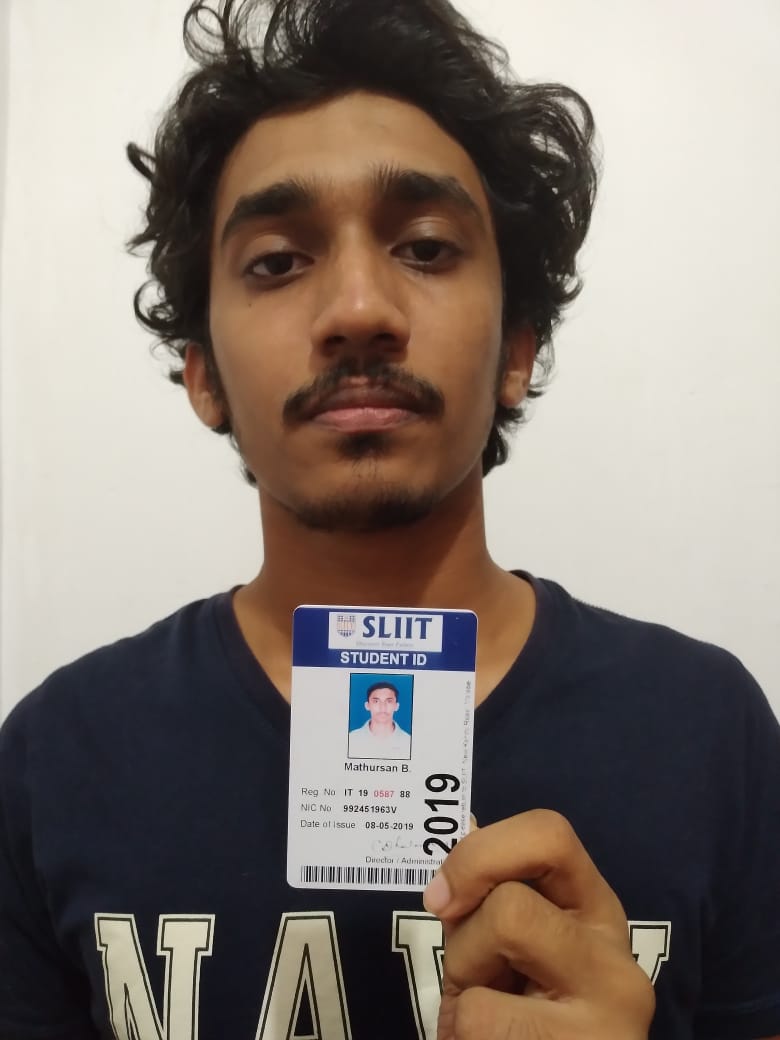 SLIIT
STUDENT ID
Mathursan B.
Reg No IT 19 0587 88
NIC No 992451963V
Date of Issue 08-05-2019
2019
Director / Administrat
NAVY